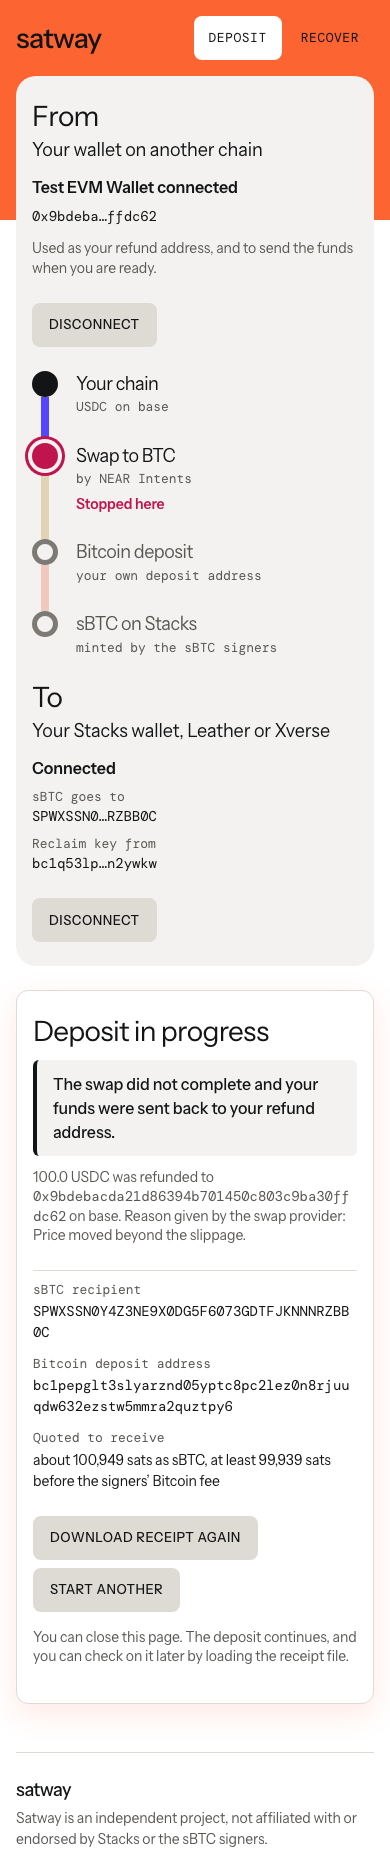 satway
DEPOSIT
RECOVER
From
Your wallet on another chain
Test EVM Wallet connected
0x9bdeba…ffdc62
Used as your refund address, and to send the funds
when you are ready.
DISCONNECT
Your chain
USDC on base
Swap to BTC
by NEAR Intents
Stopped here
Bitcoin deposit
your own deposit address
sBTC on Stacks
minted by the sBTC signers
To
Your Stacks wallet, Leather or Xverse
Connected
sBTC goes to
SPWXSSN0…RZBB0C
Reclaim key from
bc1q53lp…n2ywkw
DISCONNECT
Deposit in progress
The swap did not complete and your
funds were sent back to your refund
address.
100.0 USDC was refunded to
0x9bdebacda21d86394b701450c803c9ba30ff
dc62 on base. Reason given by the swap provider:
Price moved beyond the slippage.
sBTC recipient
SPWXSSN0Y4Z3NE9X0DG5F6073GDTFJKNNNRZBB
0C
Bitcoin deposit address
bc1pepglt3slyarznd05yptc8pc2lez0n8rjuu
qdw632ezstw5mmra2quztpy6
Quoted to receive
about 100,949 sats as sBTC, at least 99,939 sats
before the signers’ Bitcoin fee
DOWNLOAD RECEIPT AGAIN
START ANOTHER
You can close this page. The deposit continues, and
you can check on it later by loading the receipt file.
satway
Satway is an independent project, not affiliated with or
endorsed by Stacks or the sBTC signers.